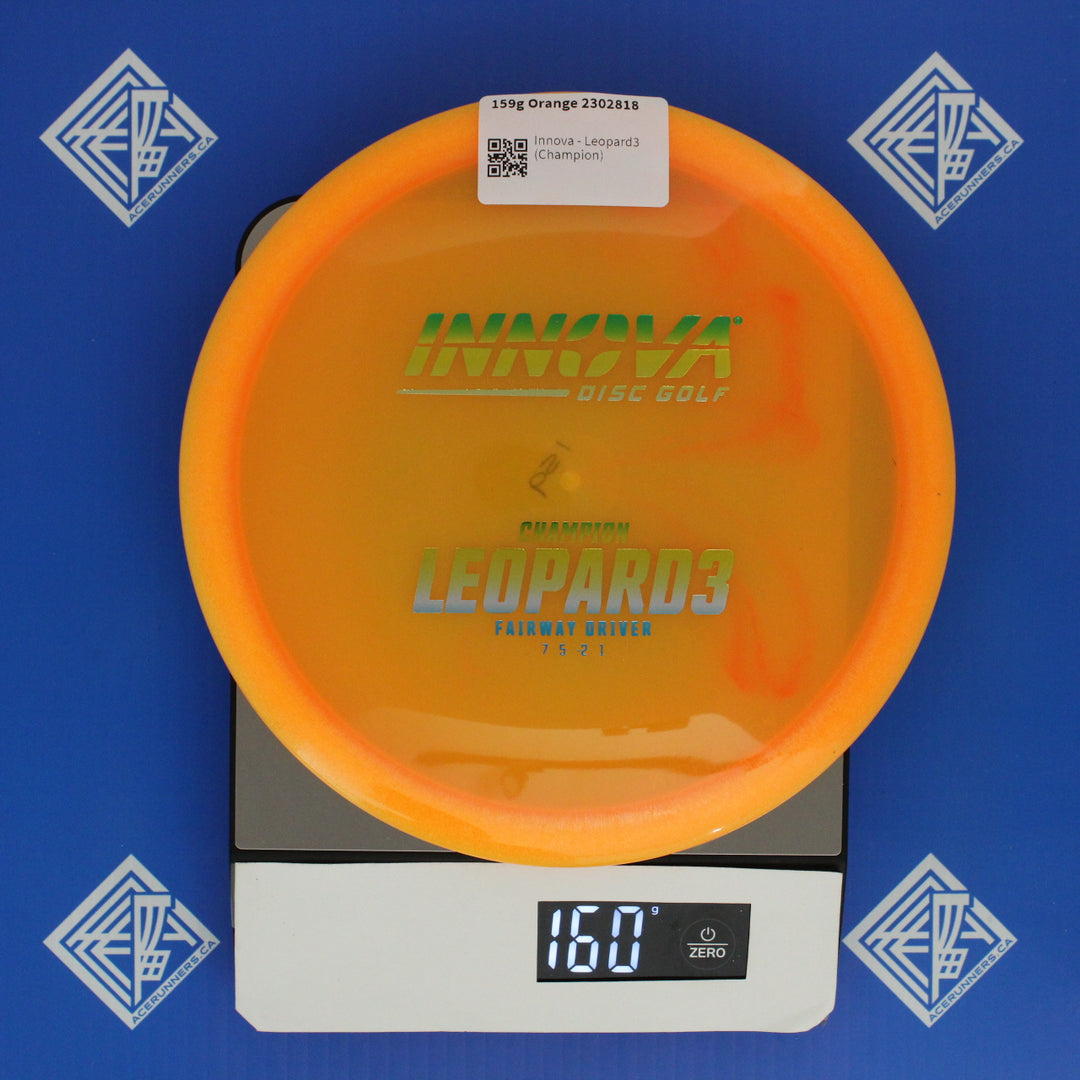 159g Orange 2302818
Innova - Leopard3
(Champion)
ACERUNNERS.CA
ACERUNNERS.CA
INNOVA
DISC GOLF
CHAMPION
LEOPARD3
FAIRWAY DRIVER
7 5 -2 1
160 g
ZERO
ACERUNNERS.CA
ACERUNNERS.CA